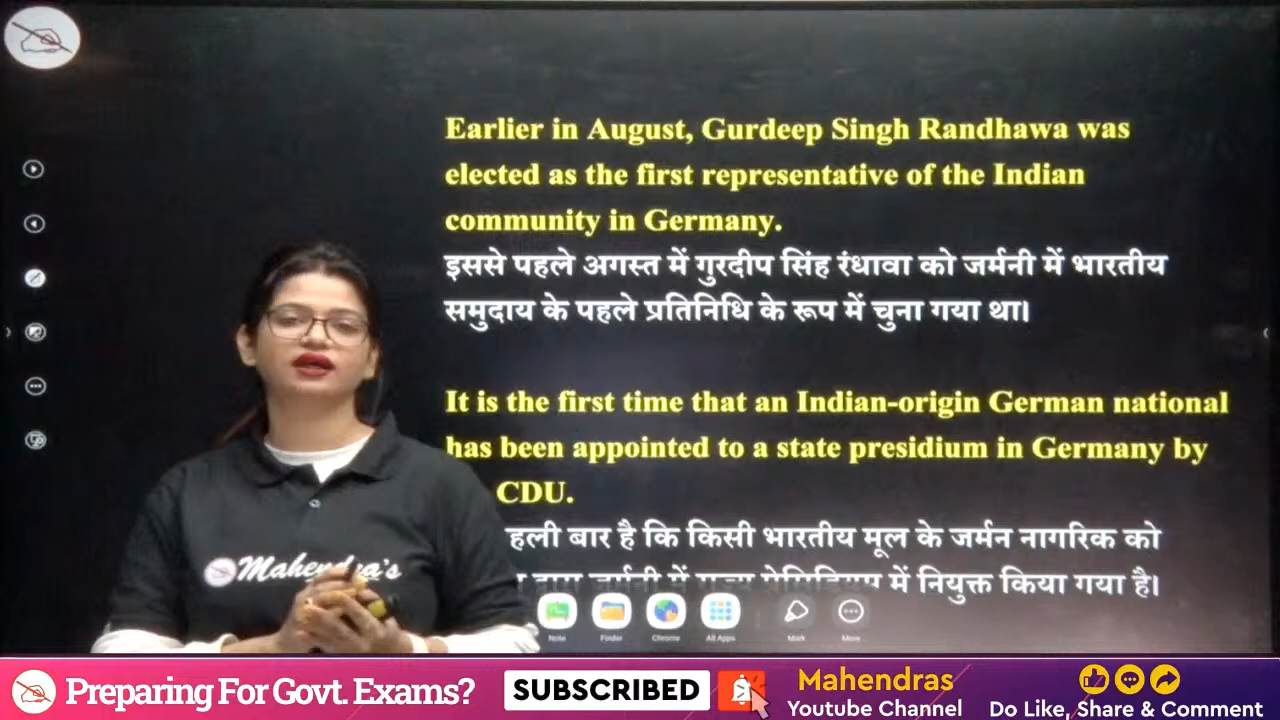 Earlier in August, Gurdeep Singh Randhawa was
elected as the first representative of the Indian
community in Germany.
इससे पहले अगस्त में गुरदीप सिंह रंधावा को जर्मनी में भारतीय
समुदाय के पहले प्रतिनिधि के रूप में चुना गया था।
It is the first time that an Indian-origin German national
has been appointed to a state presidium in Germany by
CDU.
हली बार है कि किसी भारतीय मूल के जर्मन नागरिक को
में नियुक्त किया गया है।
Mahendra's
Note Finder Chrome All Apps Mark More
Preparing For Govt. Exams? SUBSCRIBED
Mahendras
Youtube Channel
Do Like, Share & Comment